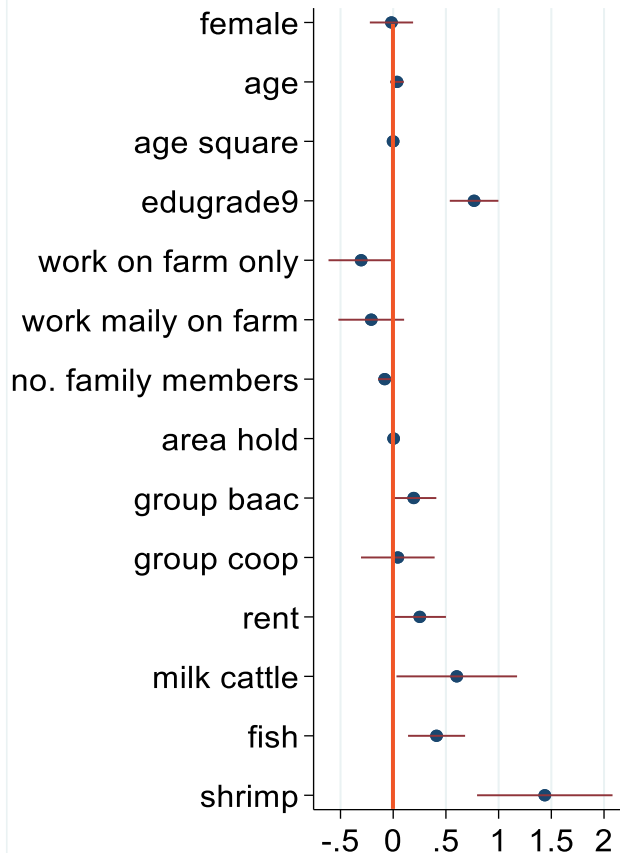 female
age
age square
edugrade9
work on farm only
work maily on farm
no. family members
area hold
group baac
group coop
rent
milk cattle
fish
shrimp
-.5 0 .5 1 1.5 2